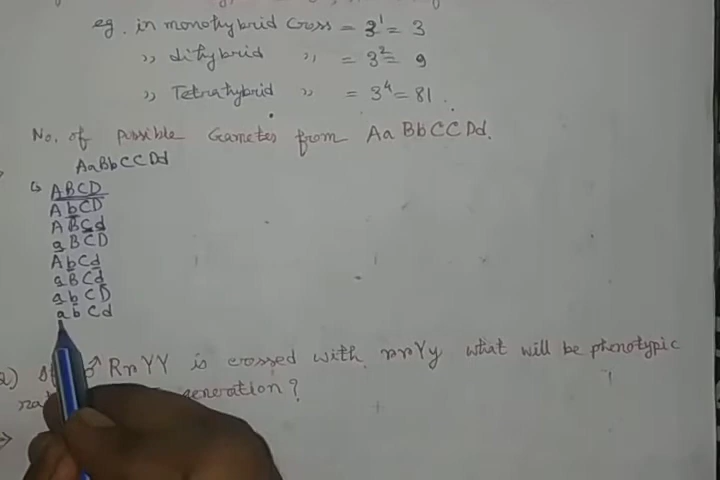 eg. in monohybrid Cross = 3¹ = 3
,, dihybrid ,, = 3² = 9
,, Tetrahybrid ,, = 3⁴ = 81
No. of possible Gametes from AaBbCCDd.
AaBbCCDd
↳ ABCD
AbCD
ABCd
aBCD
AbCd
aBCd
abCD
abCd
♂ RrYY is crossed with rrYy what will be phenotypic
generation?